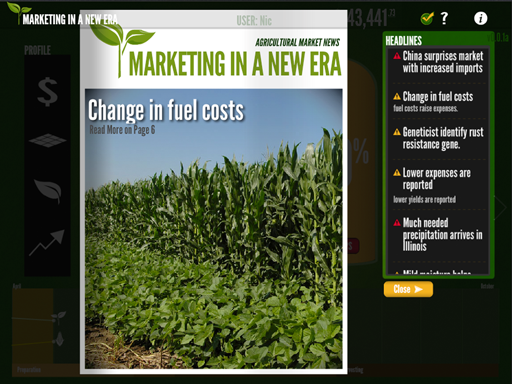 MARKETING IN A NEW ERA
USER: Nic
43,441
PROFILE
$
AGRICULTURAL MARKET NEWS
MARKETING IN A NEW ERA
Change in fuel costs
Read More on Page 6
%
?
i
HEADLINES
China surprises market
with increased imports
Change in fuel costs
fuel costs raise expenses.
Geneticist identify rust
resistance gene.
Lower expenses are
reported
lower yields are reported
Much needed
precipitation arrives in
Illinois
Mild moisture helps
Close